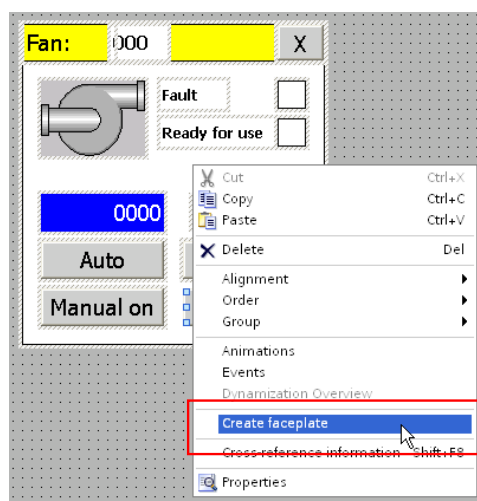 Fan: 000 X
Fault
Ready for use
0000
Auto
Manual on
Cut Ctrl+X
Copy Ctrl+C
Paste Ctrl+V
Delete Del
Alignment
Order
Group
Animations
Events
Dynamization Overview
Create faceplate
Cross-reference information Shift+F8
Properties